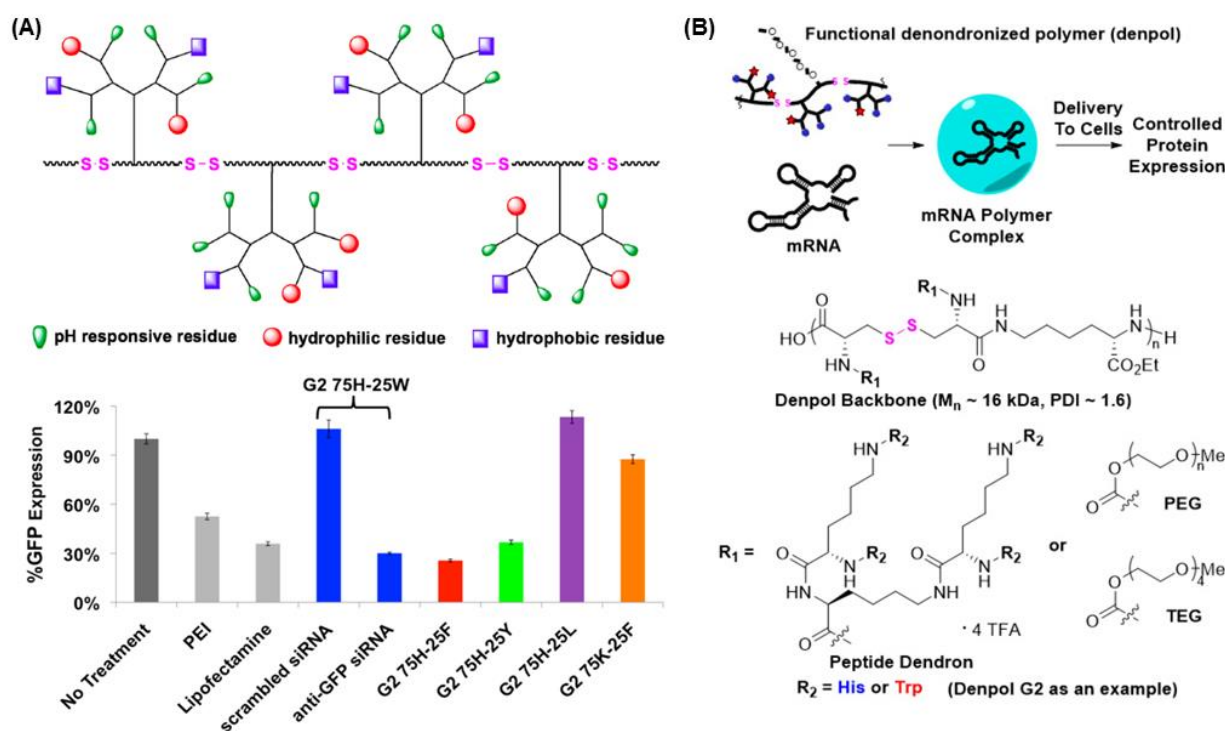 (A)
S-S
S-S
S-S
S-S
S-S
pH responsive residue
hydrophilic residue
hydrophobic residue
G2 75H-25W
120%
90%
60%
30%
0%
%GFP Expression
No Treatment
PEI
Lipofectamine
scrambled siRNA
anti-GFP siRNA
G2 75H-25F
G2 75H-25Y
G2 75H-25L
G2 75K-25F
(B)
Functional denondronized polymer (denpol)
S S
S S
mRNA
mRNA Polymer
Complex
Delivery
To Cells
Controlled
Protein
Expression
R1
NH
O
HO
HN
R1
S-S
O
N
H
H
N
n
H
CO2Et
Denpol Backbone (Mn ~ 16 kDa, PDI ~ 1.6)
R2
HN
R2
HN
O
N
H
R2
HN
O
O
N
H
R2
N
H
R1 =
· 4 TFA
Peptide Dendron
R2 = His or Trp (Denpol G2 as an example)
or
O
O
n
Me
O
PEG
O
O
4
Me
O
TEG